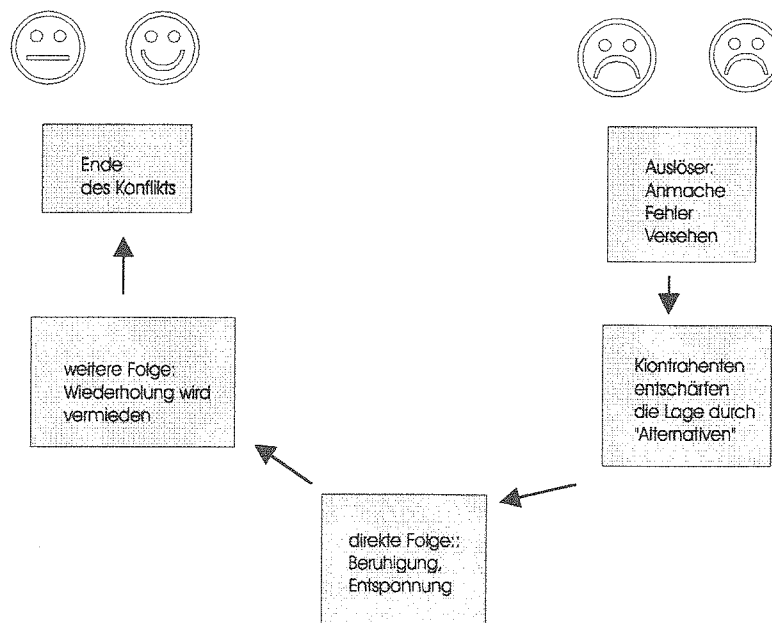 Ende
des Konflikts
Auslöser:
Anmache
Fehler
Versehen
weitere Folge:
Wiederholung wird
vermieden
Kiontrahenten
entschärfen
die Lage durch
"Alternativen"
direkte Folge::
Beruhigung,
Entspannung